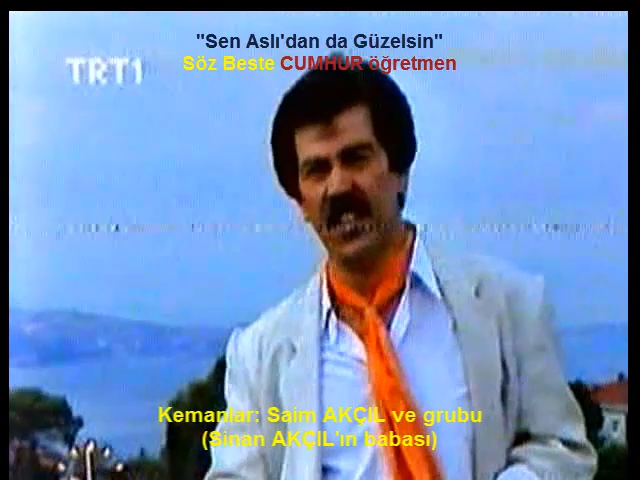 "Sen Aslı'dan da Güzelsin"
Söz Beste CUMHUR öğretmen
TRT1
Kemanlar: Saim AKÇIL ve grubu
(Sinan AKÇIL'ın babası)